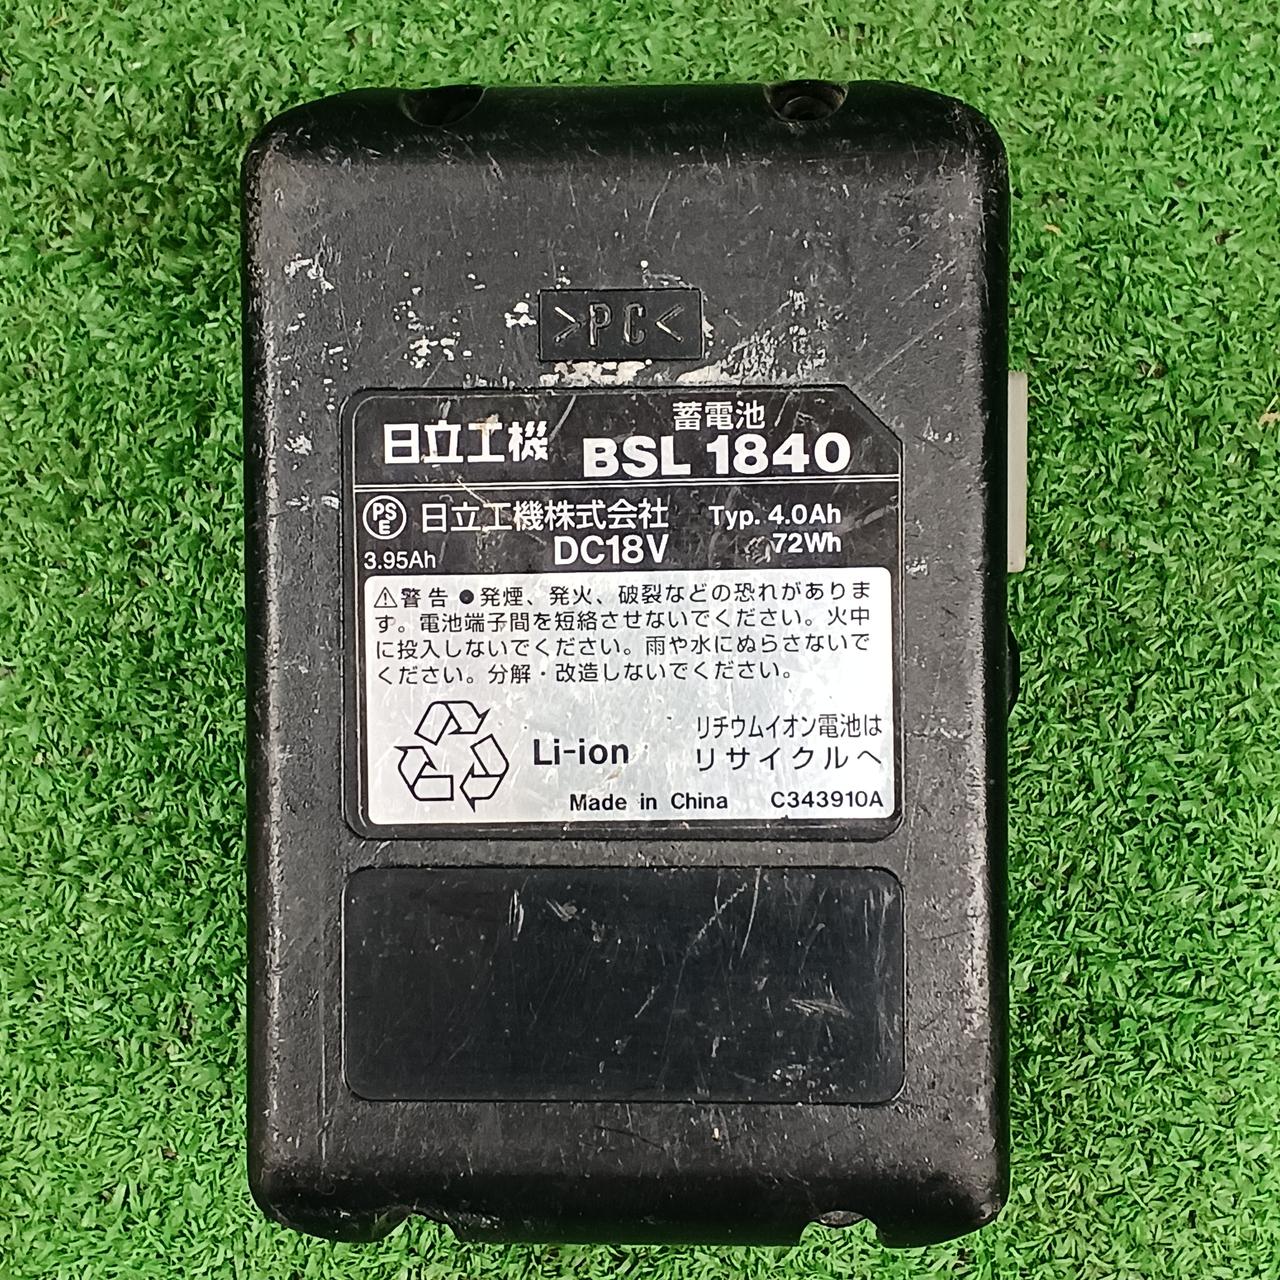 >PC<
日立工機
蓄電池
BSL 1840
PSE 日立工機株式会社 Typ. 4.0Ah
3.95Ah DC18V 72Wh
⚠警告 ●発煙、発火、破裂などの恐れがありま
す。電池端子間を短絡させないでください。火中
に投入しないでください。雨や水にぬらさないで
ください。分解・改造しないでください。
Li-ion
リチウムイオン電池は
リサイクルへ
Made in China C343910A